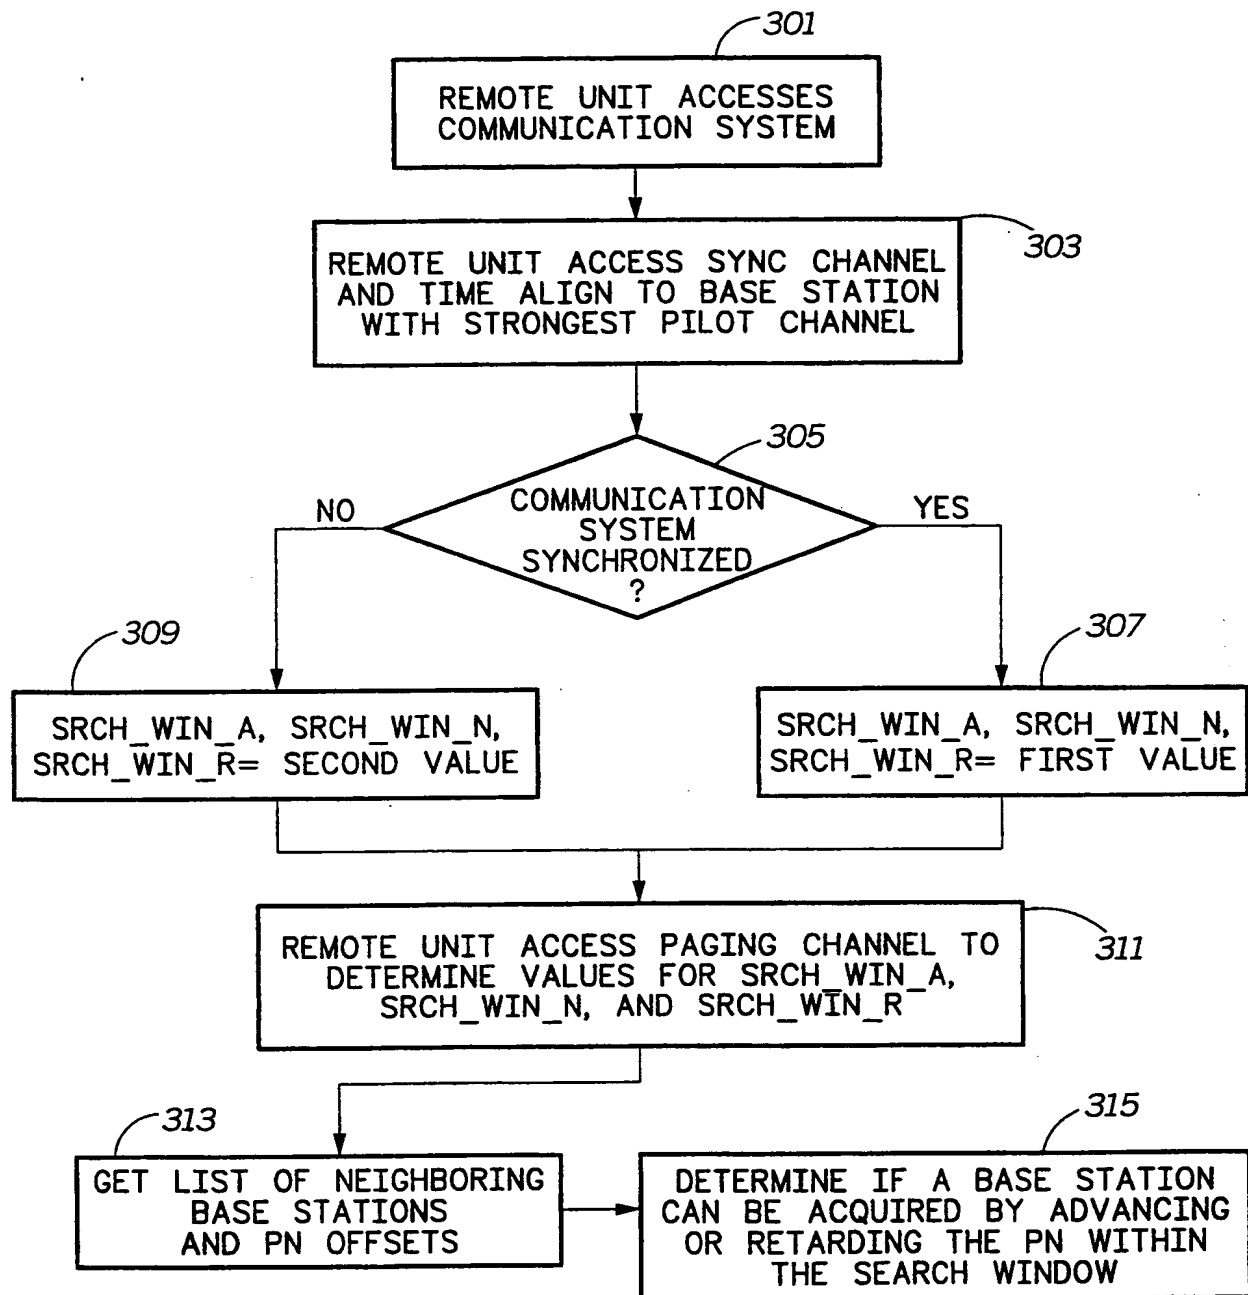 301
REMOTE UNIT ACCESSES
COMMUNICATION SYSTEM
303
REMOTE UNIT ACCESS SYNC CHANNEL
AND TIME ALIGN TO BASE STATION
WITH STRONGEST PILOT CHANNEL
305
COMMUNICATION
SYSTEM
SYNCHRONIZED
?
NO
YES
309
SRCH_WIN_A, SRCH_WIN_N,
SRCH_WIN_R= SECOND VALUE
307
SRCH_WIN_A, SRCH_WIN_N,
SRCH_WIN_R= FIRST VALUE
311
REMOTE UNIT ACCESS PAGING CHANNEL TO
DETERMINE VALUES FOR SRCH_WIN_A,
SRCH_WIN_N, AND SRCH_WIN_R
313
GET LIST OF NEIGHBORING
BASE STATIONS
AND PN OFFSETS
315
DETERMINE IF A BASE STATION
CAN BE ACQUIRED BY ADVANCING
OR RETARDING THE PN WITHIN
THE SEARCH WINDOW